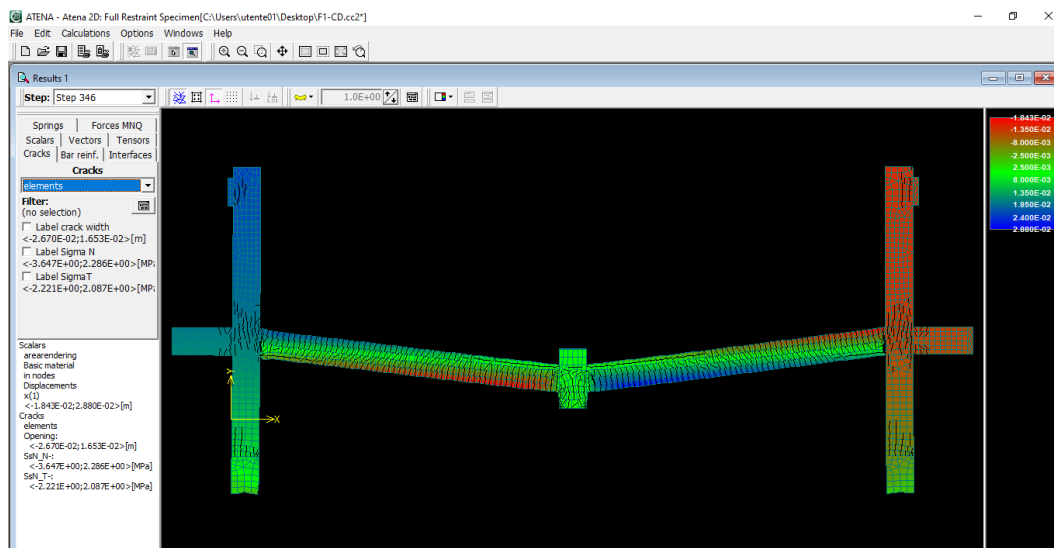 ATENA - Atena 2D: Full Restraint Specimen[C:\Users\utente01\Desktop\F1-CD.cc2*]
File Edit Calculations Options Windows Help
Results 1
Step: Step 346
1.0E+00
Springs Forces MNQ
Scalars Vectors Tensors
Cracks Bar reinf. Interfaces
Cracks
elements
Filter:
(no selection)
Label crack width
<-2.670E-02;1.653E-02>[m]
Label Sigma N
<-3.647E+00;2.286E+00>[MPa
Label SigmaT
<-2.221E+00;2.087E+00>[MPa
Scalars
arearendering
Basic material
in nodes
Displacements
x(1)
<-1.843E-02;2.880E-02>[m]
Cracks
elements
Opening:
<-2.670E-02;1.653E-02>[m]
SsN_N-:
<-3.647E+00;2.286E+00>[MPa]
SsN_T-:
<-2.221E+00;2.087E+00>[MPa]
Y
X
-1.843E-02
-1.350E-02
-8.000E-03
-2.500E-03
2.500E-03
8.000E-03
1.350E-02
1.850E-02
2.400E-02
2.880E-02